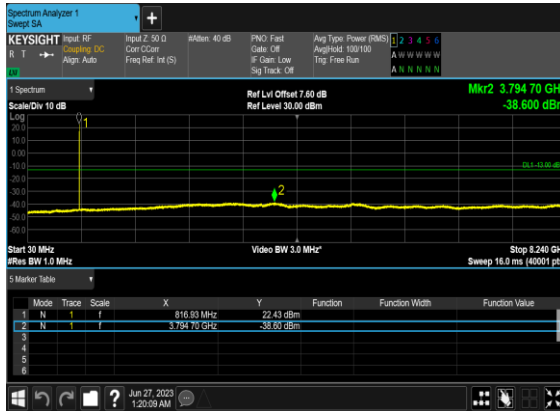 Spectrum Analyzer 1
Swept SA
+
KEYSIGHT Input: RF Input Z: 50 Ω #Atten: 40 dB PNO: Fast Avg Type: Power (RMS) 1 2 3 4 5 6
R T Coupling: DC Corr CCorr Gate: Off Avg|Hold: 100/100 A W W W W W
Align: Auto Freq Ref: Int (S) IF Gain: Low Trig: Free Run
LXI Sig Track: Off A N N N N N
1 Spectrum Ref Lvl Offset 7.60 dB Mkr2 3.794 70 GHz
Scale/Div 10 dB Ref Level 30.00 dBm -38.600 dBm
Log
20.0
10.0
0.00
-10.0
-20.0
-30.0
-40.0
-50.0
-60.0
1
DL1 -13.00 dB
2
Start 30 MHz Video BW 3.0 MHz* Stop 8.240 GH
#Res BW 1.0 MHz Sweep 16.0 ms (40001 pt
5 Marker Table
Mode Trace Scale X Y Function Function Width Function Value
1 N 1 f 816.93 MHz 22.43 dBm
2 N 1 f 3.794 70 GHz -38.60 dBm
3
4
5
6
? Jun 27, 2023
1:20:09 AM